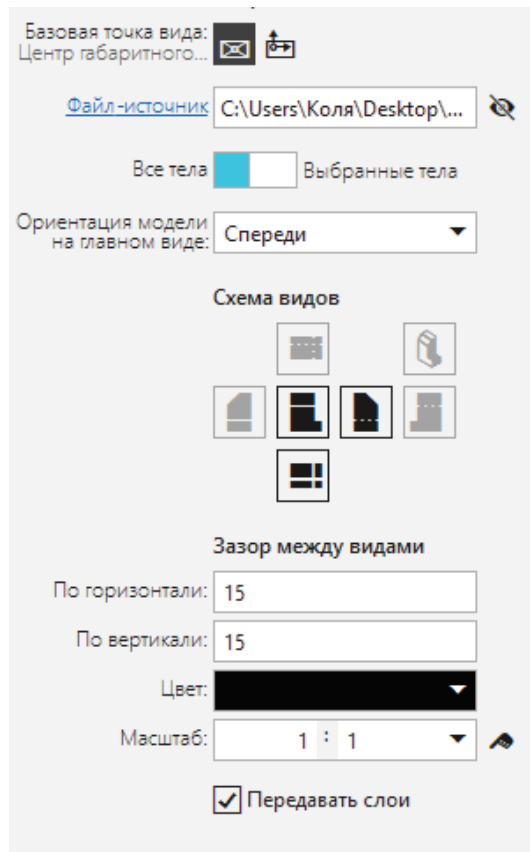 Базовая точка вида:
Центр габаритного...
Файл-источник C:\Users\Коля\Desktop\...
Все тела Выбранные тела
Ориентация модели
на главном виде: Спереди
Схема видов
Зазор между видами
По горизонтали: 15
По вертикали: 15
Цвет:
Масштаб: 1 : 1
Передавать слои